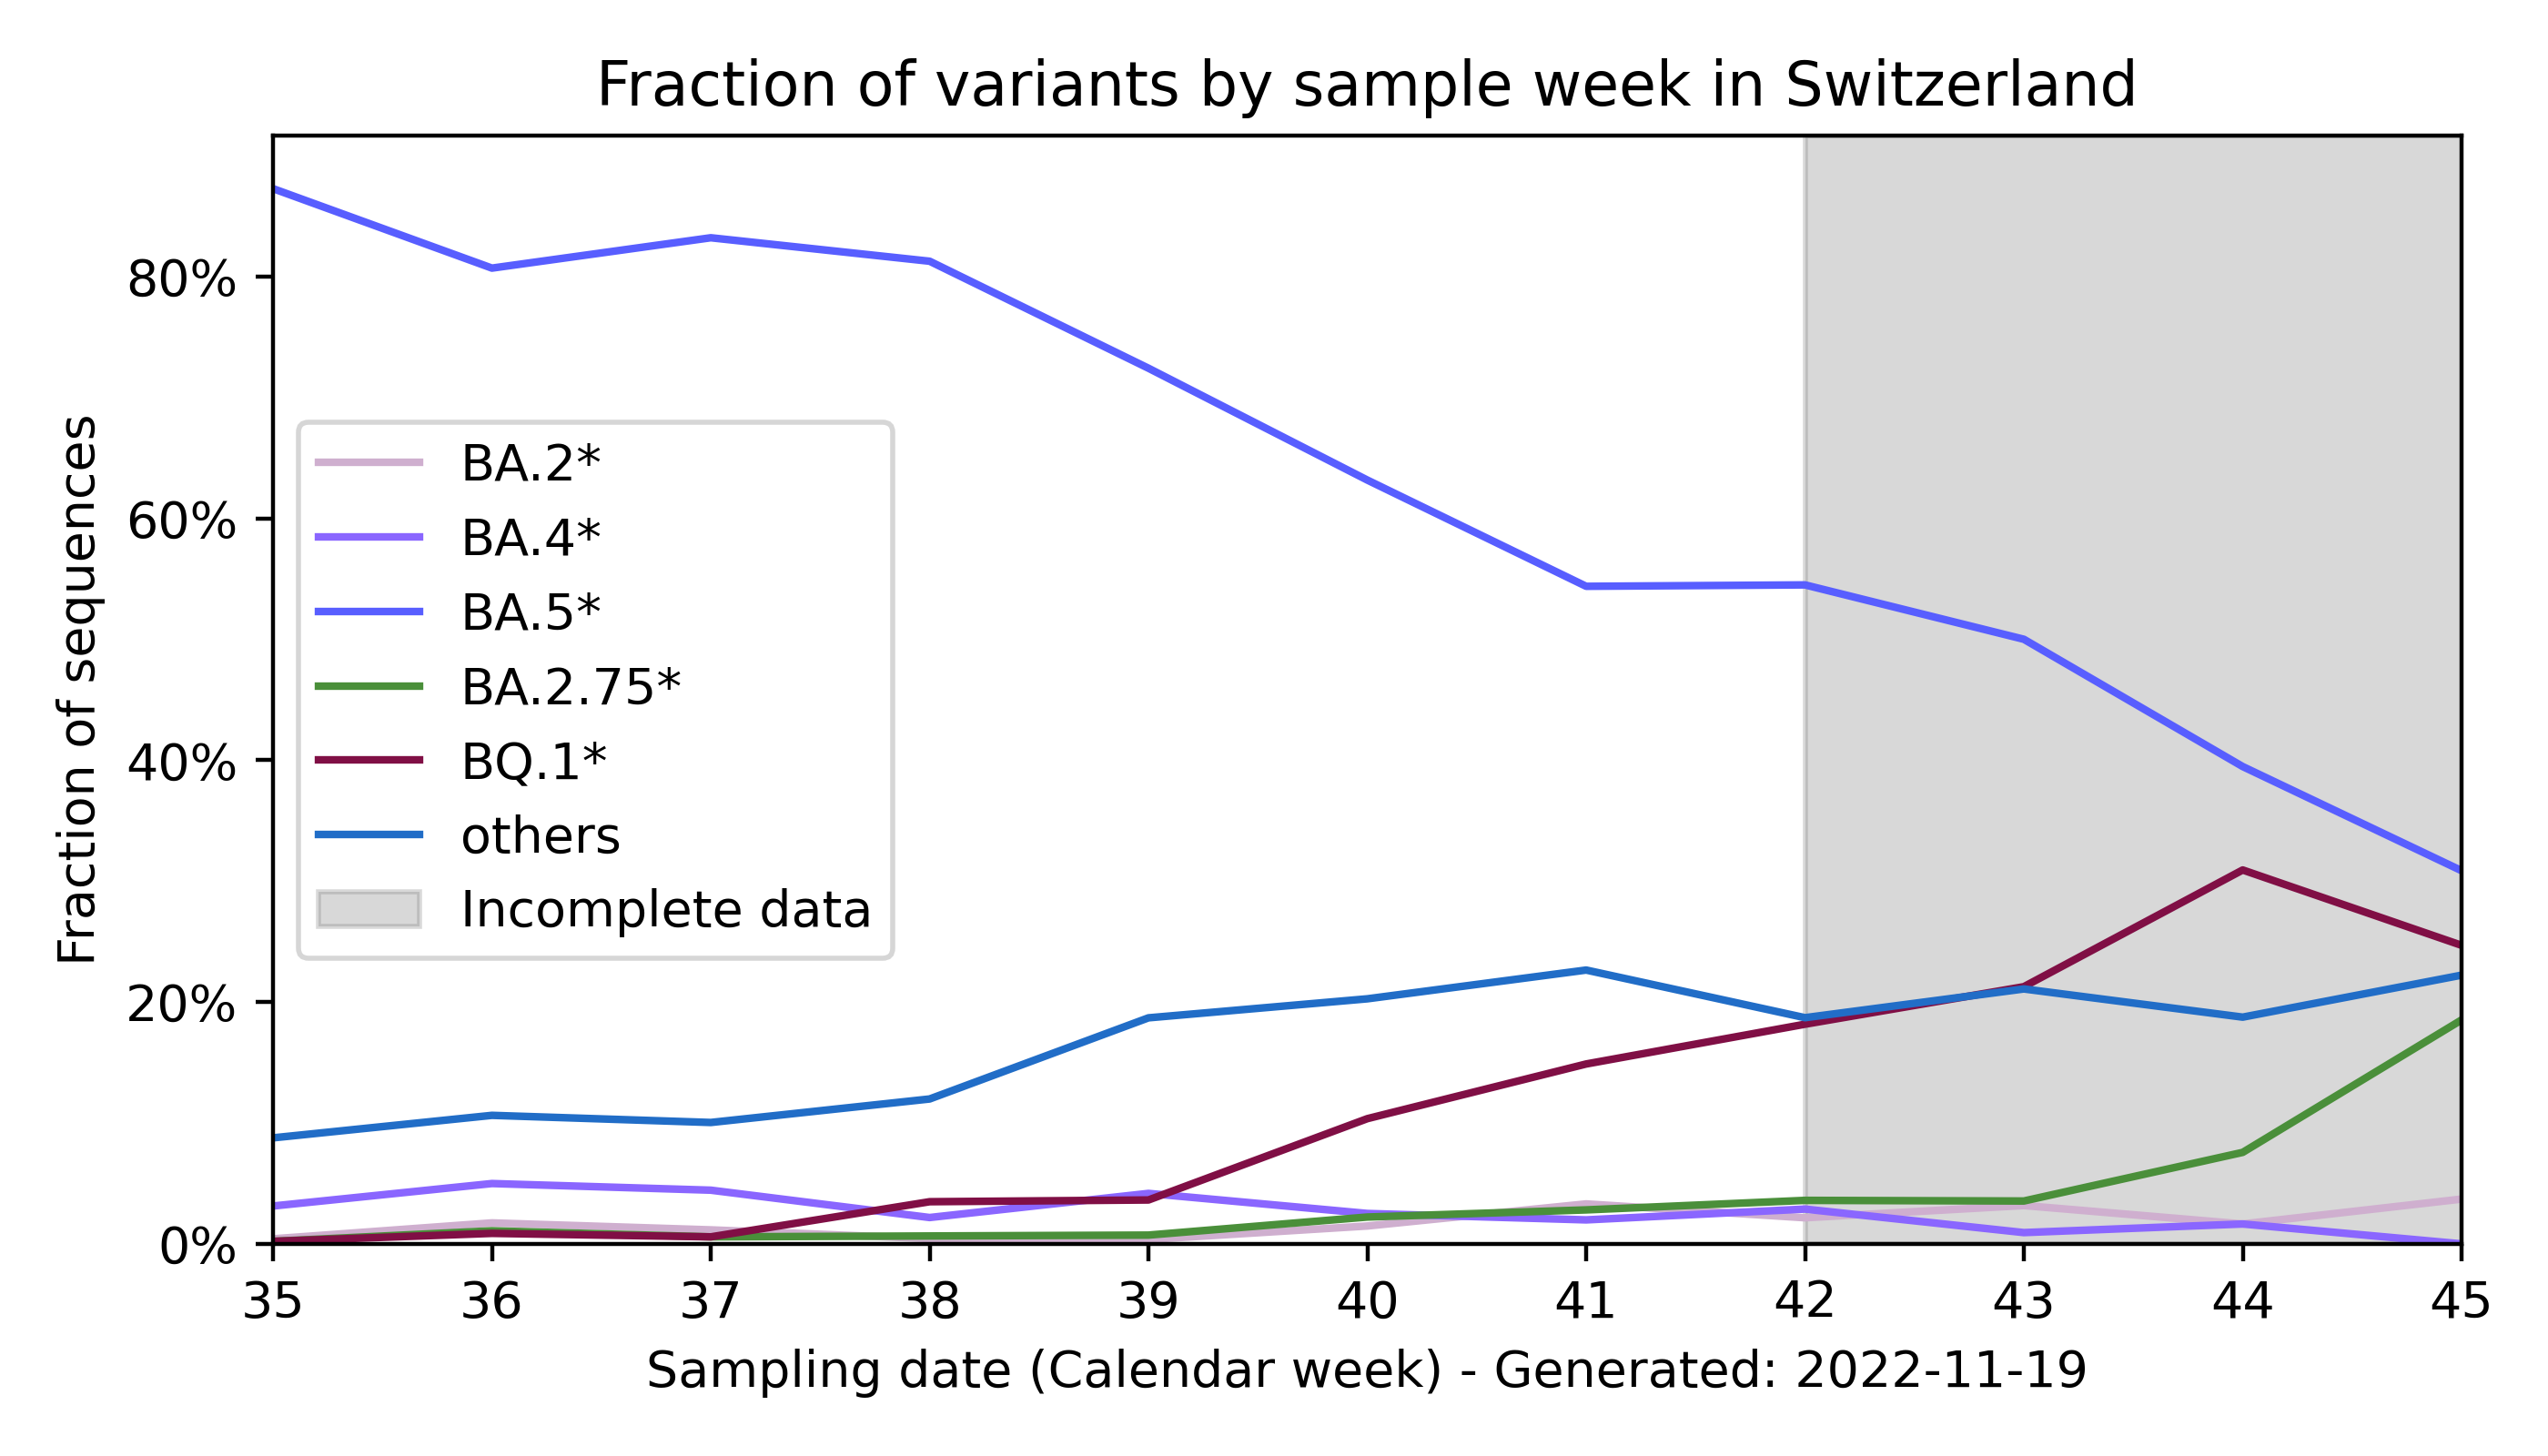 Fraction of variants by sample week in Switzerland
Fraction of sequences
80%
60%
40%
20%
0%
BA.2*
BA.4*
BA.5*
BA.2.75*
BQ.1*
others
Incomplete data
35 36 37 38 39 40 41 42 43 44 45
Sampling date (Calendar week) - Generated: 2022-11-19